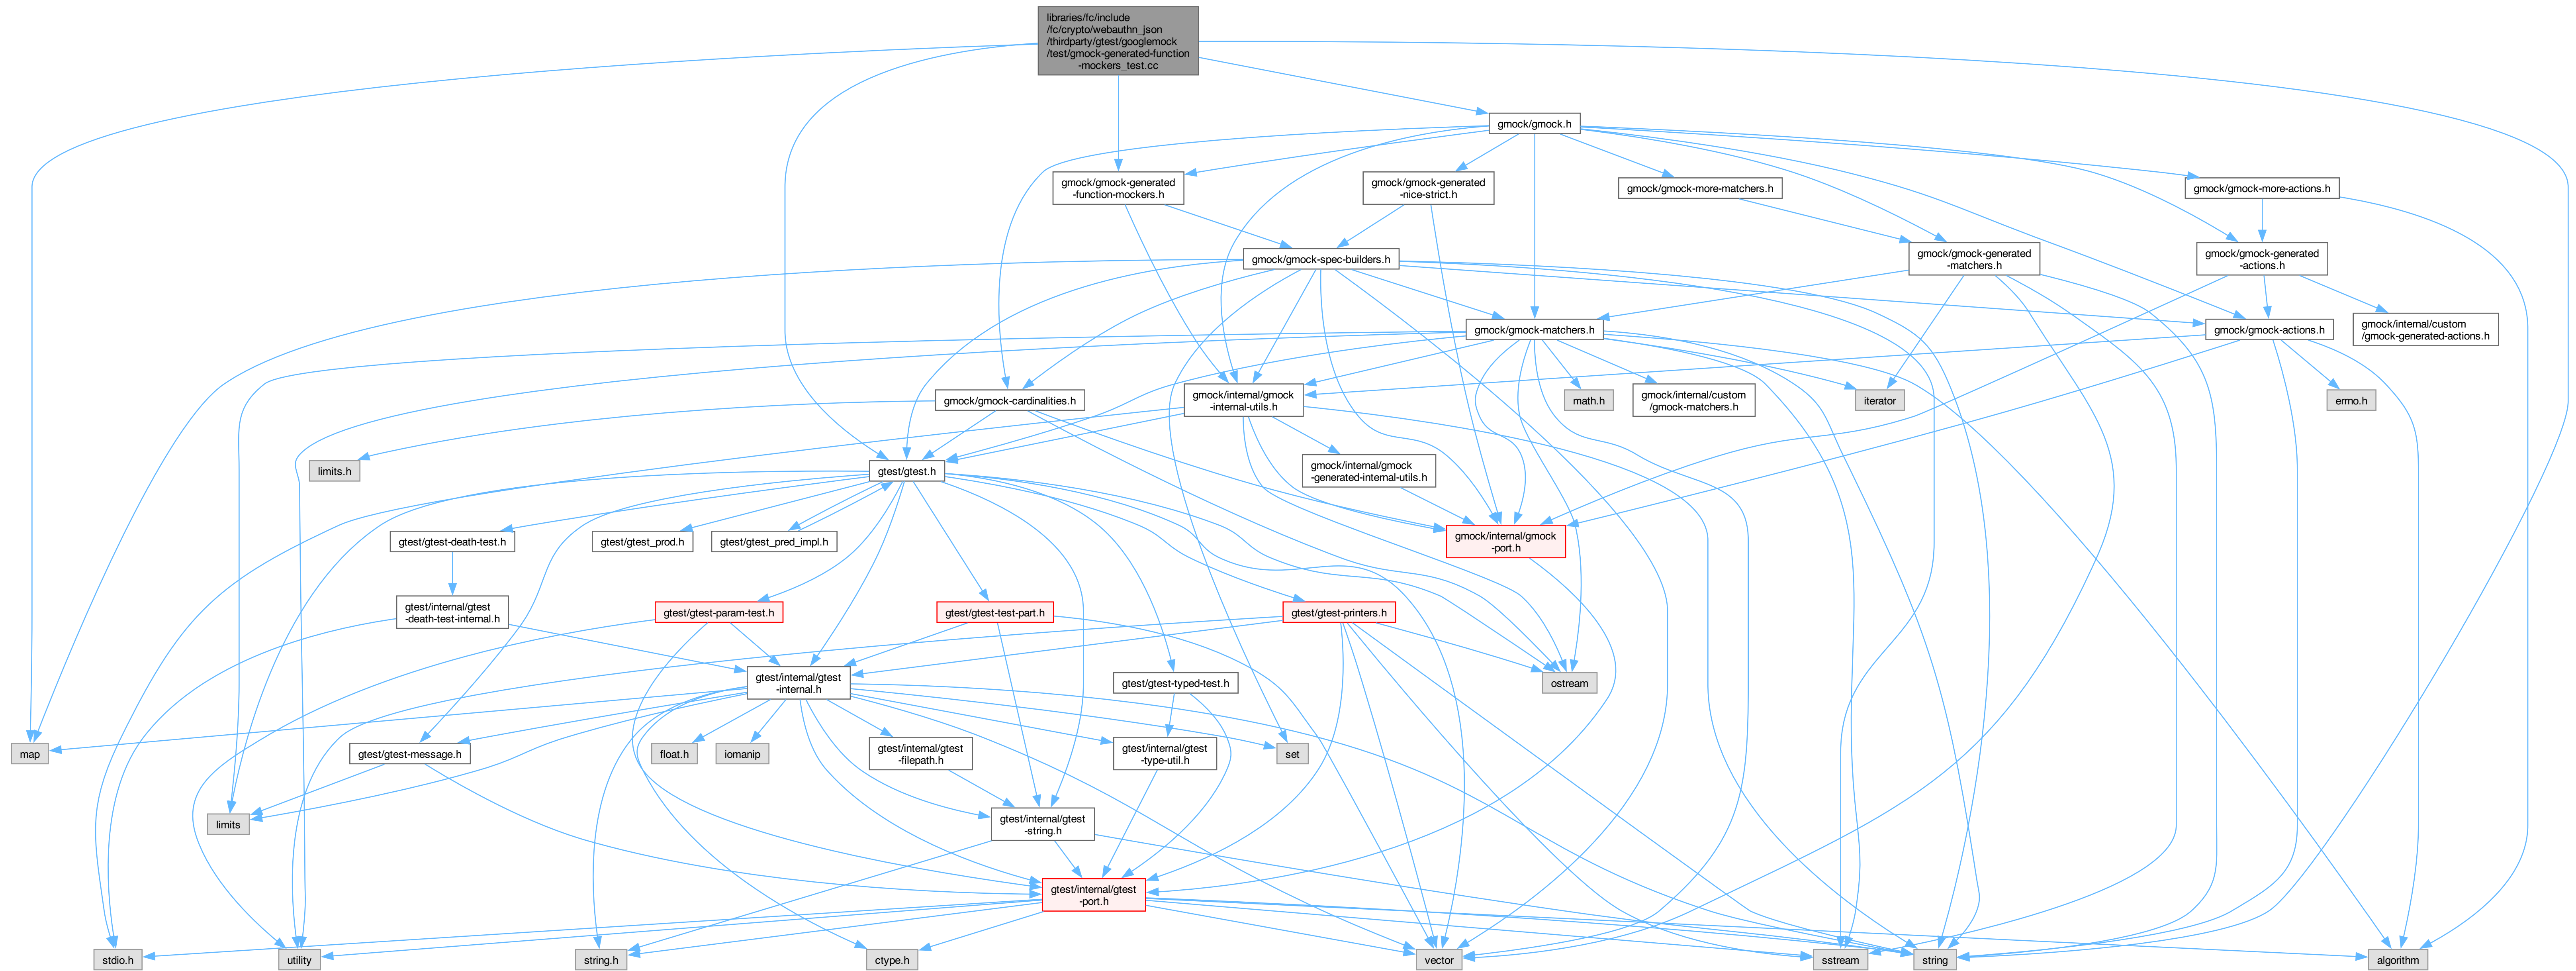 libraries/fc/include
/fc/crypto/webauthn_json
/thirdparty/gtest/googlemock
/test/gmock-generated-function
-mockers_test.cc
gmock/gmock.h
gmock/gmock-generated
-function-mockers.h
gmock/gmock-generated
-nice-strict.h
gmock/gmock-more-matchers.h
gmock/gmock-more-actions.h
gmock/gmock-spec-builders.h
gmock/gmock-generated
-matchers.h
gmock/gmock-generated
-actions.h
gmock/gmock-matchers.h
gmock/gmock-actions.h
gmock/internal/custom
/gmock-generated-actions.h
gmock/gmock-cardinalities.h
gmock/internal/gmock
-internal-utils.h
math.h
gmock/internal/custom
/gmock-matchers.h
iterator
errno.h
limits.h
gtest/gtest.h
gmock/internal/gmock
-generated-internal-utils.h
gtest/gtest-death-test.h
gtest/gtest_prod.h
gtest/gtest_pred_impl.h
gmock/internal/gmock
-port.h
gtest/internal/gtest
-death-test-internal.h
gtest/gtest-param-test.h
gtest/gtest-test-part.h
gtest/gtest-printers.h
gtest/internal/gtest
-internal.h
gtest/gtest-typed-test.h
ostream
map
gtest/gtest-message.h
float.h
iomanip
gtest/internal/gtest
-filepath.h
gtest/internal/gtest
-type-util.h
set
limits
gtest/internal/gtest
-string.h
gtest/internal/gtest
-port.h
stdio.h
utility
string.h
ctype.h
vector
sstream
string
algorithm